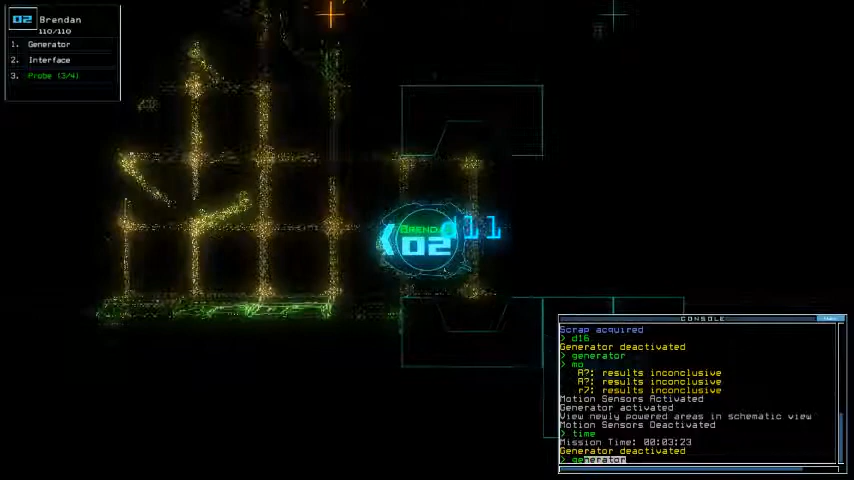 02 Brendan
110/110
1. Generator
2. Interface
3. Probe (3/4)
02
d11
CONSOLE
Scrap acquired
> d16
Generator deactivated
> generator
> mo
A?: results inconclusive
A?: results inconclusive
r7: results inconclusive
Motion Sensors Activated
Generator activated
View newly powered areas in schematic view
Motion Sensors Deactivated
> time
Mission Time: 00:03:23
Generator deactivated
> generator